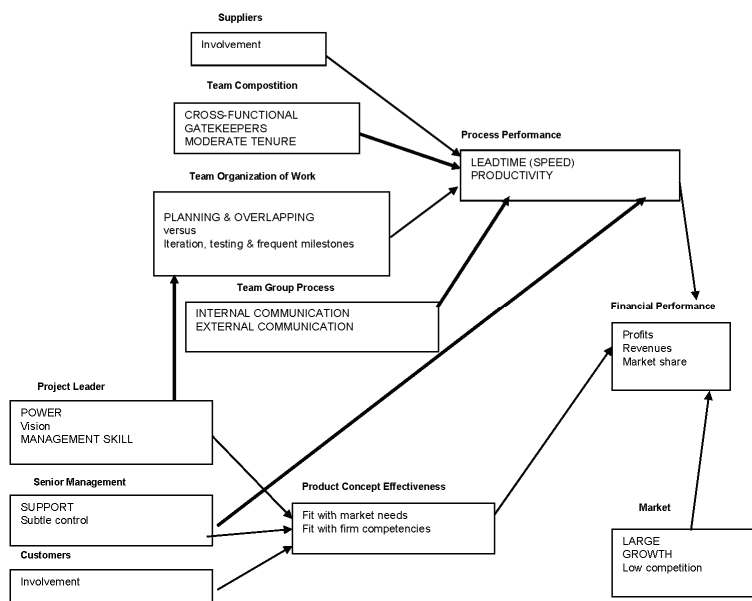 Suppliers
Involvement
Team Compostition
CROSS-FUNCTIONAL
GATEKEEPERS
MODERATE TENURE
Process Performance
LEADTIME (SPEED)
PRODUCTIVITY
Team Organization of Work
PLANNING & OVERLAPPING
versus
Iteration, testing & frequent milestones
Team Group Process
INTERNAL COMMUNICATION
EXTERNAL COMMUNICATION
Financial Performance
Profits
Revenues
Market share
Project Leader
POWER
Vision
MANAGEMENT SKILL
Senior Management
SUPPORT
Subtle control
Product Concept Effectiveness
Fit with market needs
Fit with firm competencies
Market
LARGE
GROWTH
Low competition
Customers
Involvement